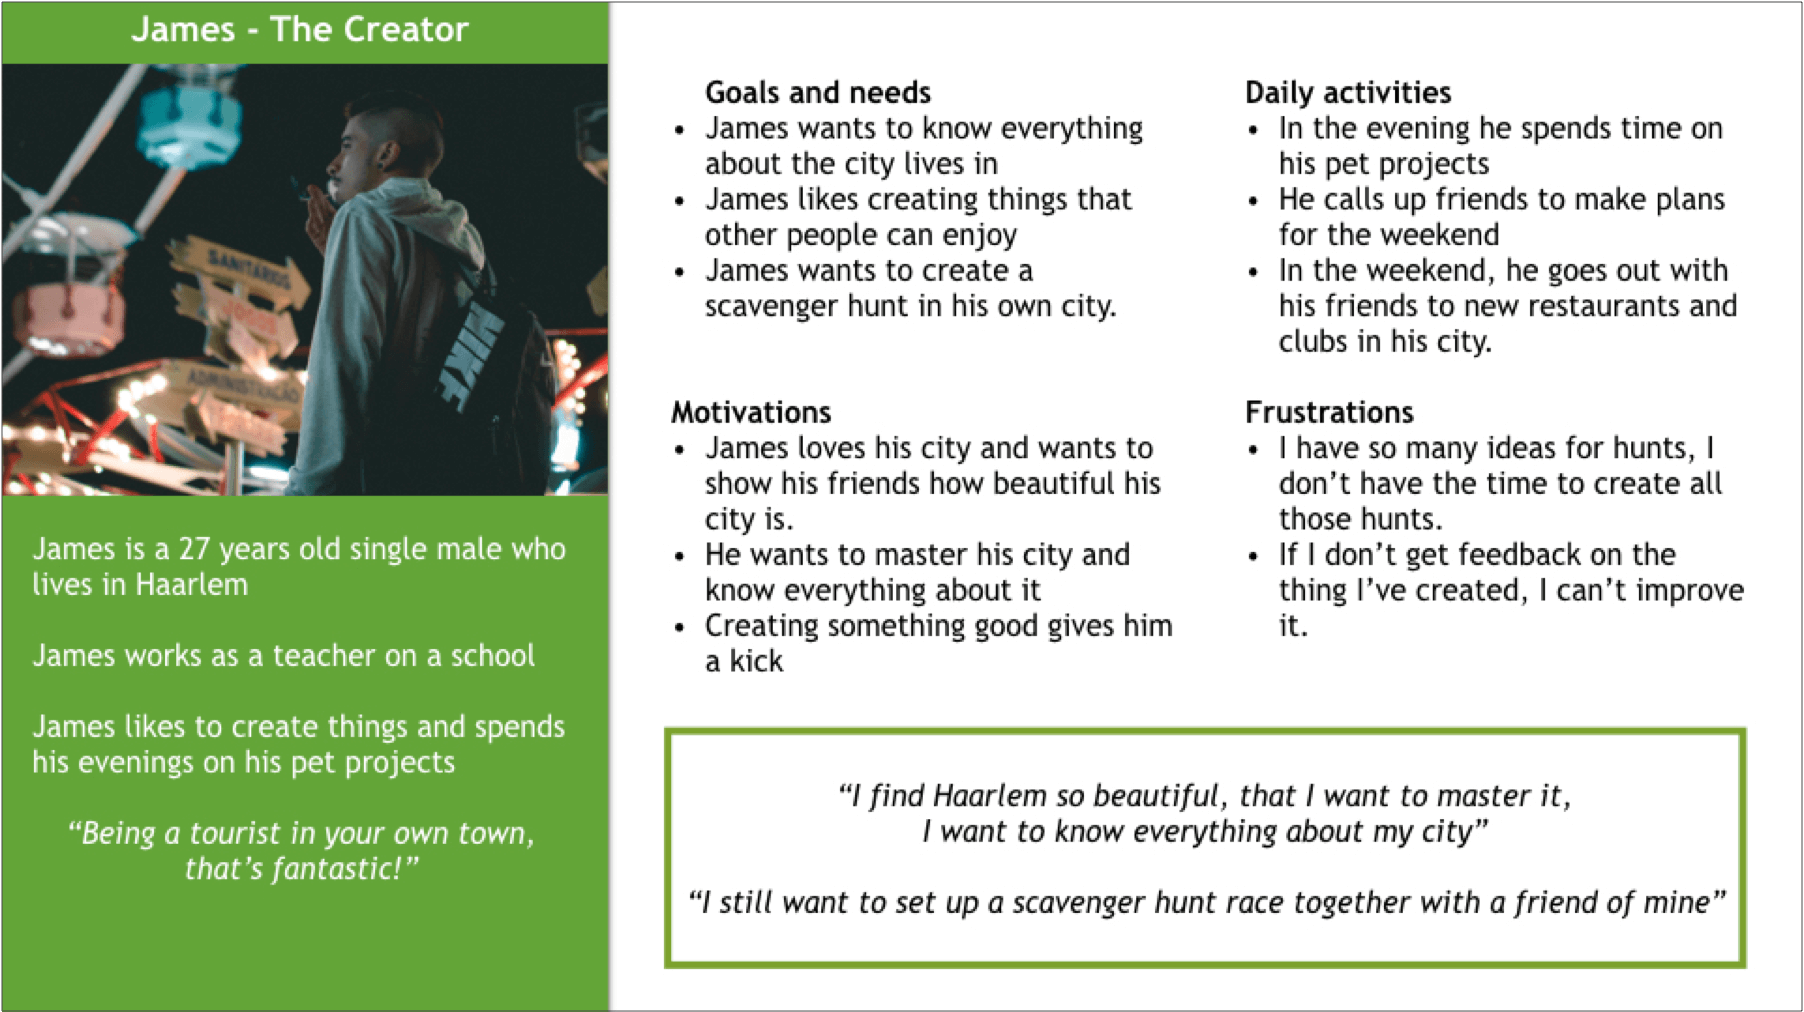 James - The Creator
SANITÁRIOS
ADMINISTRAÇÃO
NIKE
James is a 27 years old single male who
lives in Haarlem
James works as a teacher on a school
James likes to create things and spends
his evenings on his pet projects
“Being a tourist in your own town,
that’s fantastic!”
Goals and needs
• James wants to know everything
about the city lives in
• James likes creating things that
other people can enjoy
• James wants to create a
scavenger hunt in his own city.
Motivations
• James loves his city and wants to
show his friends how beautiful his
city is.
• He wants to master his city and
know everything about it
• Creating something good gives him
a kick
Daily activities
• In the evening he spends time on
his pet projects
• He calls up friends to make plans
for the weekend
• In the weekend, he goes out with
his friends to new restaurants and
clubs in his city.
Frustrations
• I have so many ideas for hunts, I
don’t have the time to create all
those hunts.
• If I don’t get feedback on the
thing I’ve created, I can’t improve
it.
“I find Haarlem so beautiful, that I want to master it,
I want to know everything about my city”
“I still want to set up a scavenger hunt race together with a friend of mine”